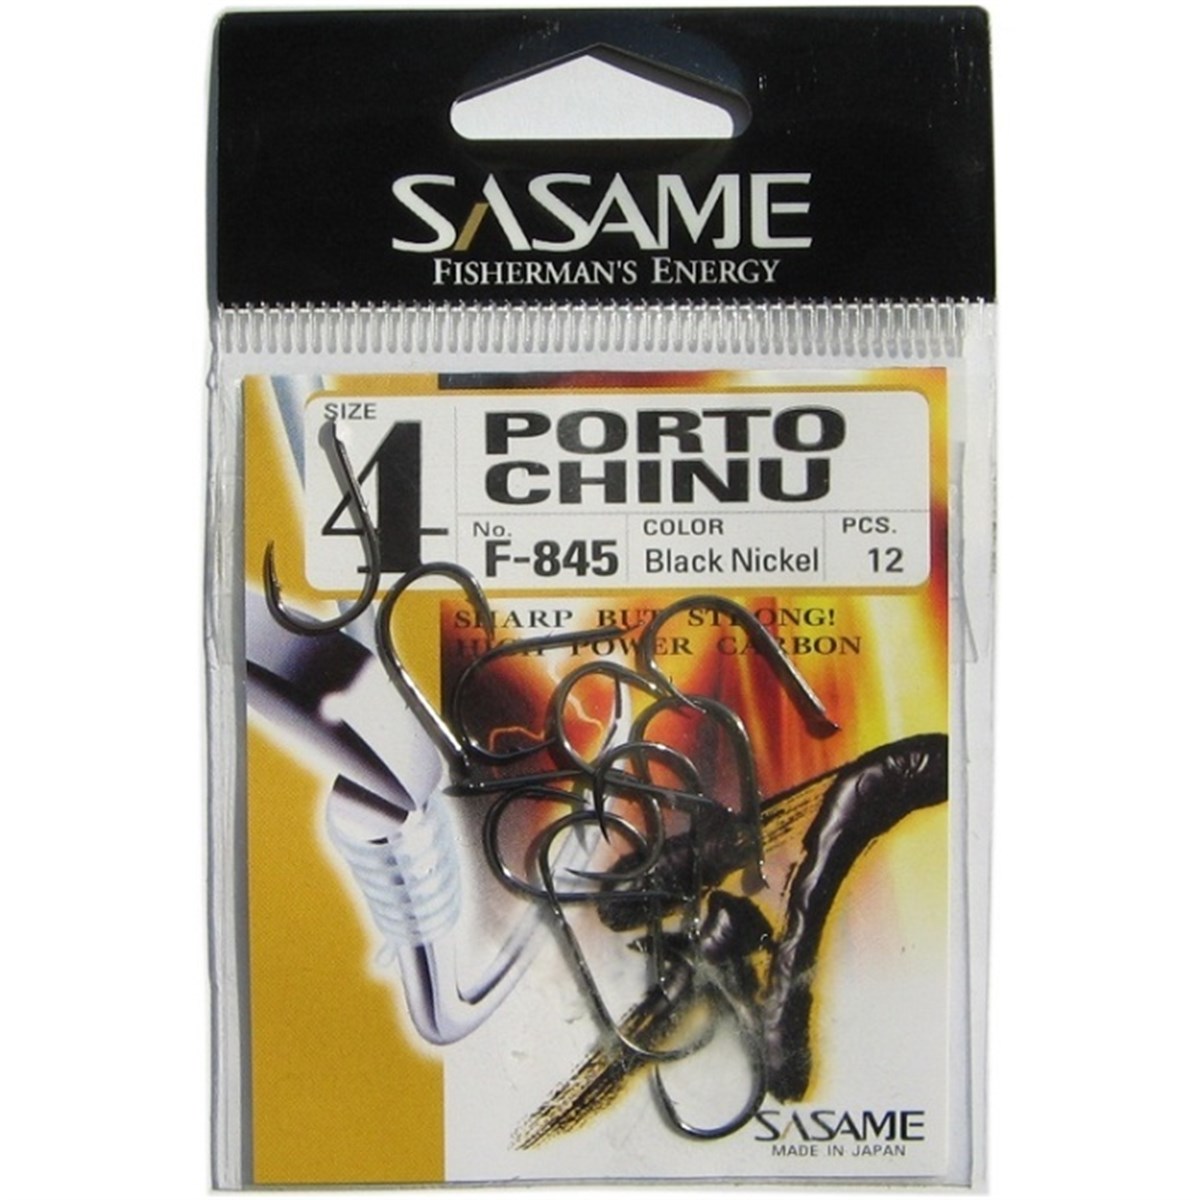 SASAME
FISHERMAN'S ENERGY
SIZE
4
PORTO
CHINU
No.
F-845
COLOR
Black Nickel
PCS.
12
SHARP BUT STRONG!
HIGH POWER CARBON
SASAME
MADE IN JAPAN